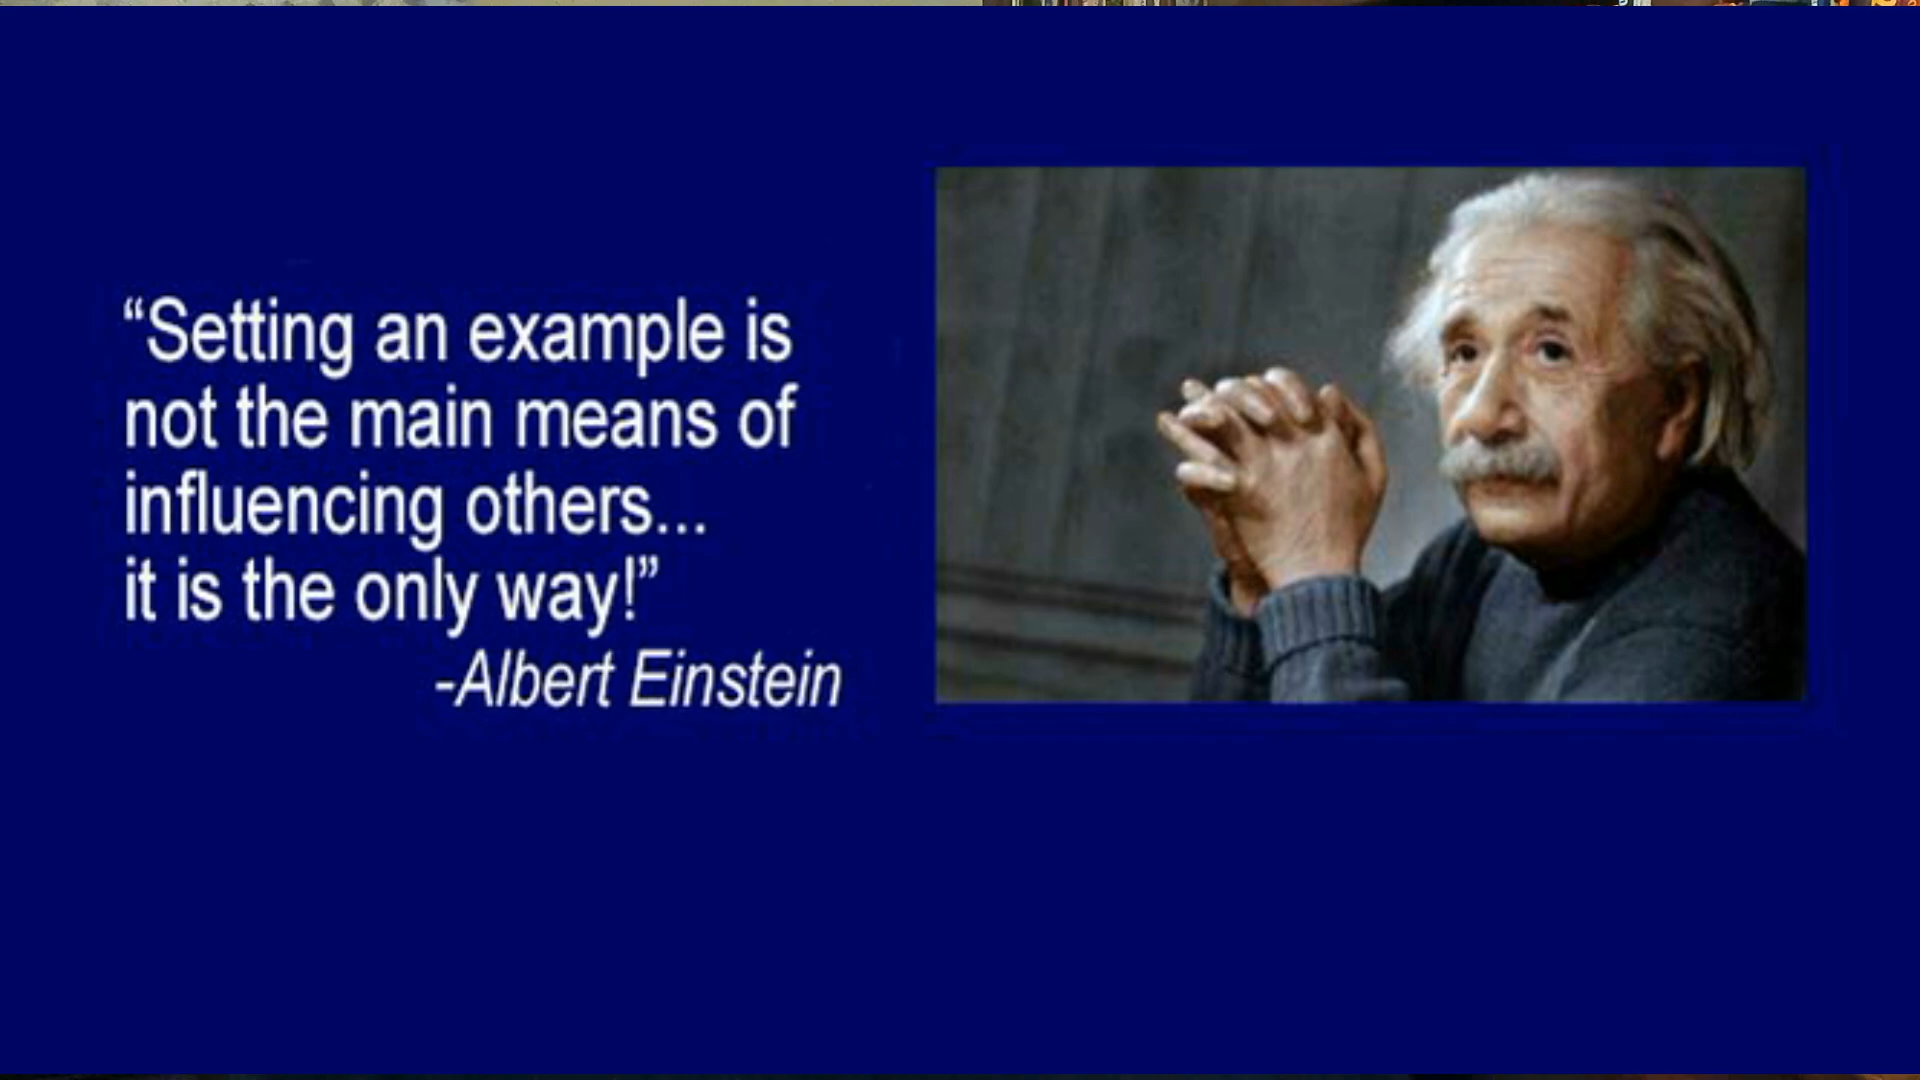 “Setting an example is
not the main means of
influencing others...
it is the only way!”
-Albert Einstein